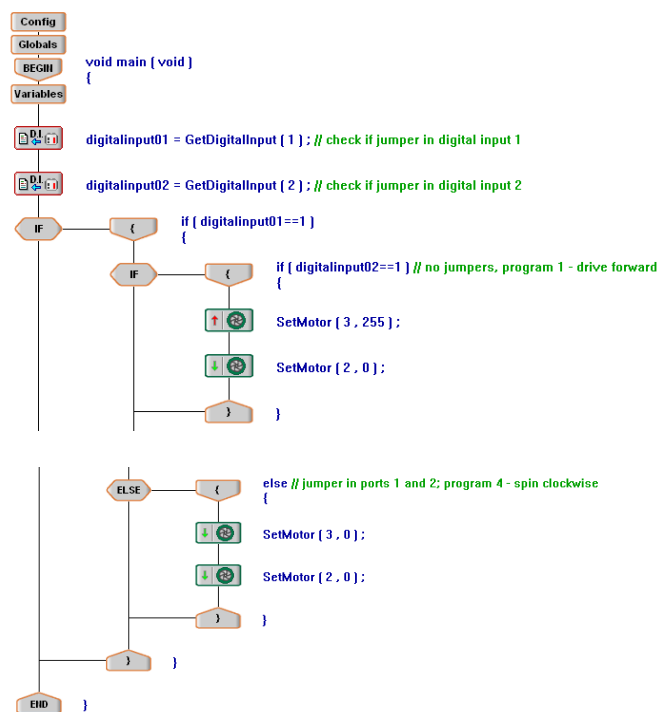 Config
Globals
BEGIN void main ( void )
{
Variables
D.I. digitalinput01 = GetDigitalInput ( 1 ) ; // check if jumper in digital input 1
D.I. digitalinput02 = GetDigitalInput ( 2 ) ; // check if jumper in digital input 2
IF { if ( digitalinput01==1 )
{
IF { if ( digitalinput02==1 ) // no jumpers, program 1 - drive forward
{
SetMotor ( 3 , 255 ) ;
SetMotor ( 2 , 0 ) ;
} }
ELSE { else // jumper in ports 1 and 2; program 4 - spin clockwise
{
SetMotor ( 3 , 0 ) ;
SetMotor ( 2 , 0 ) ;
} }
} }
END }